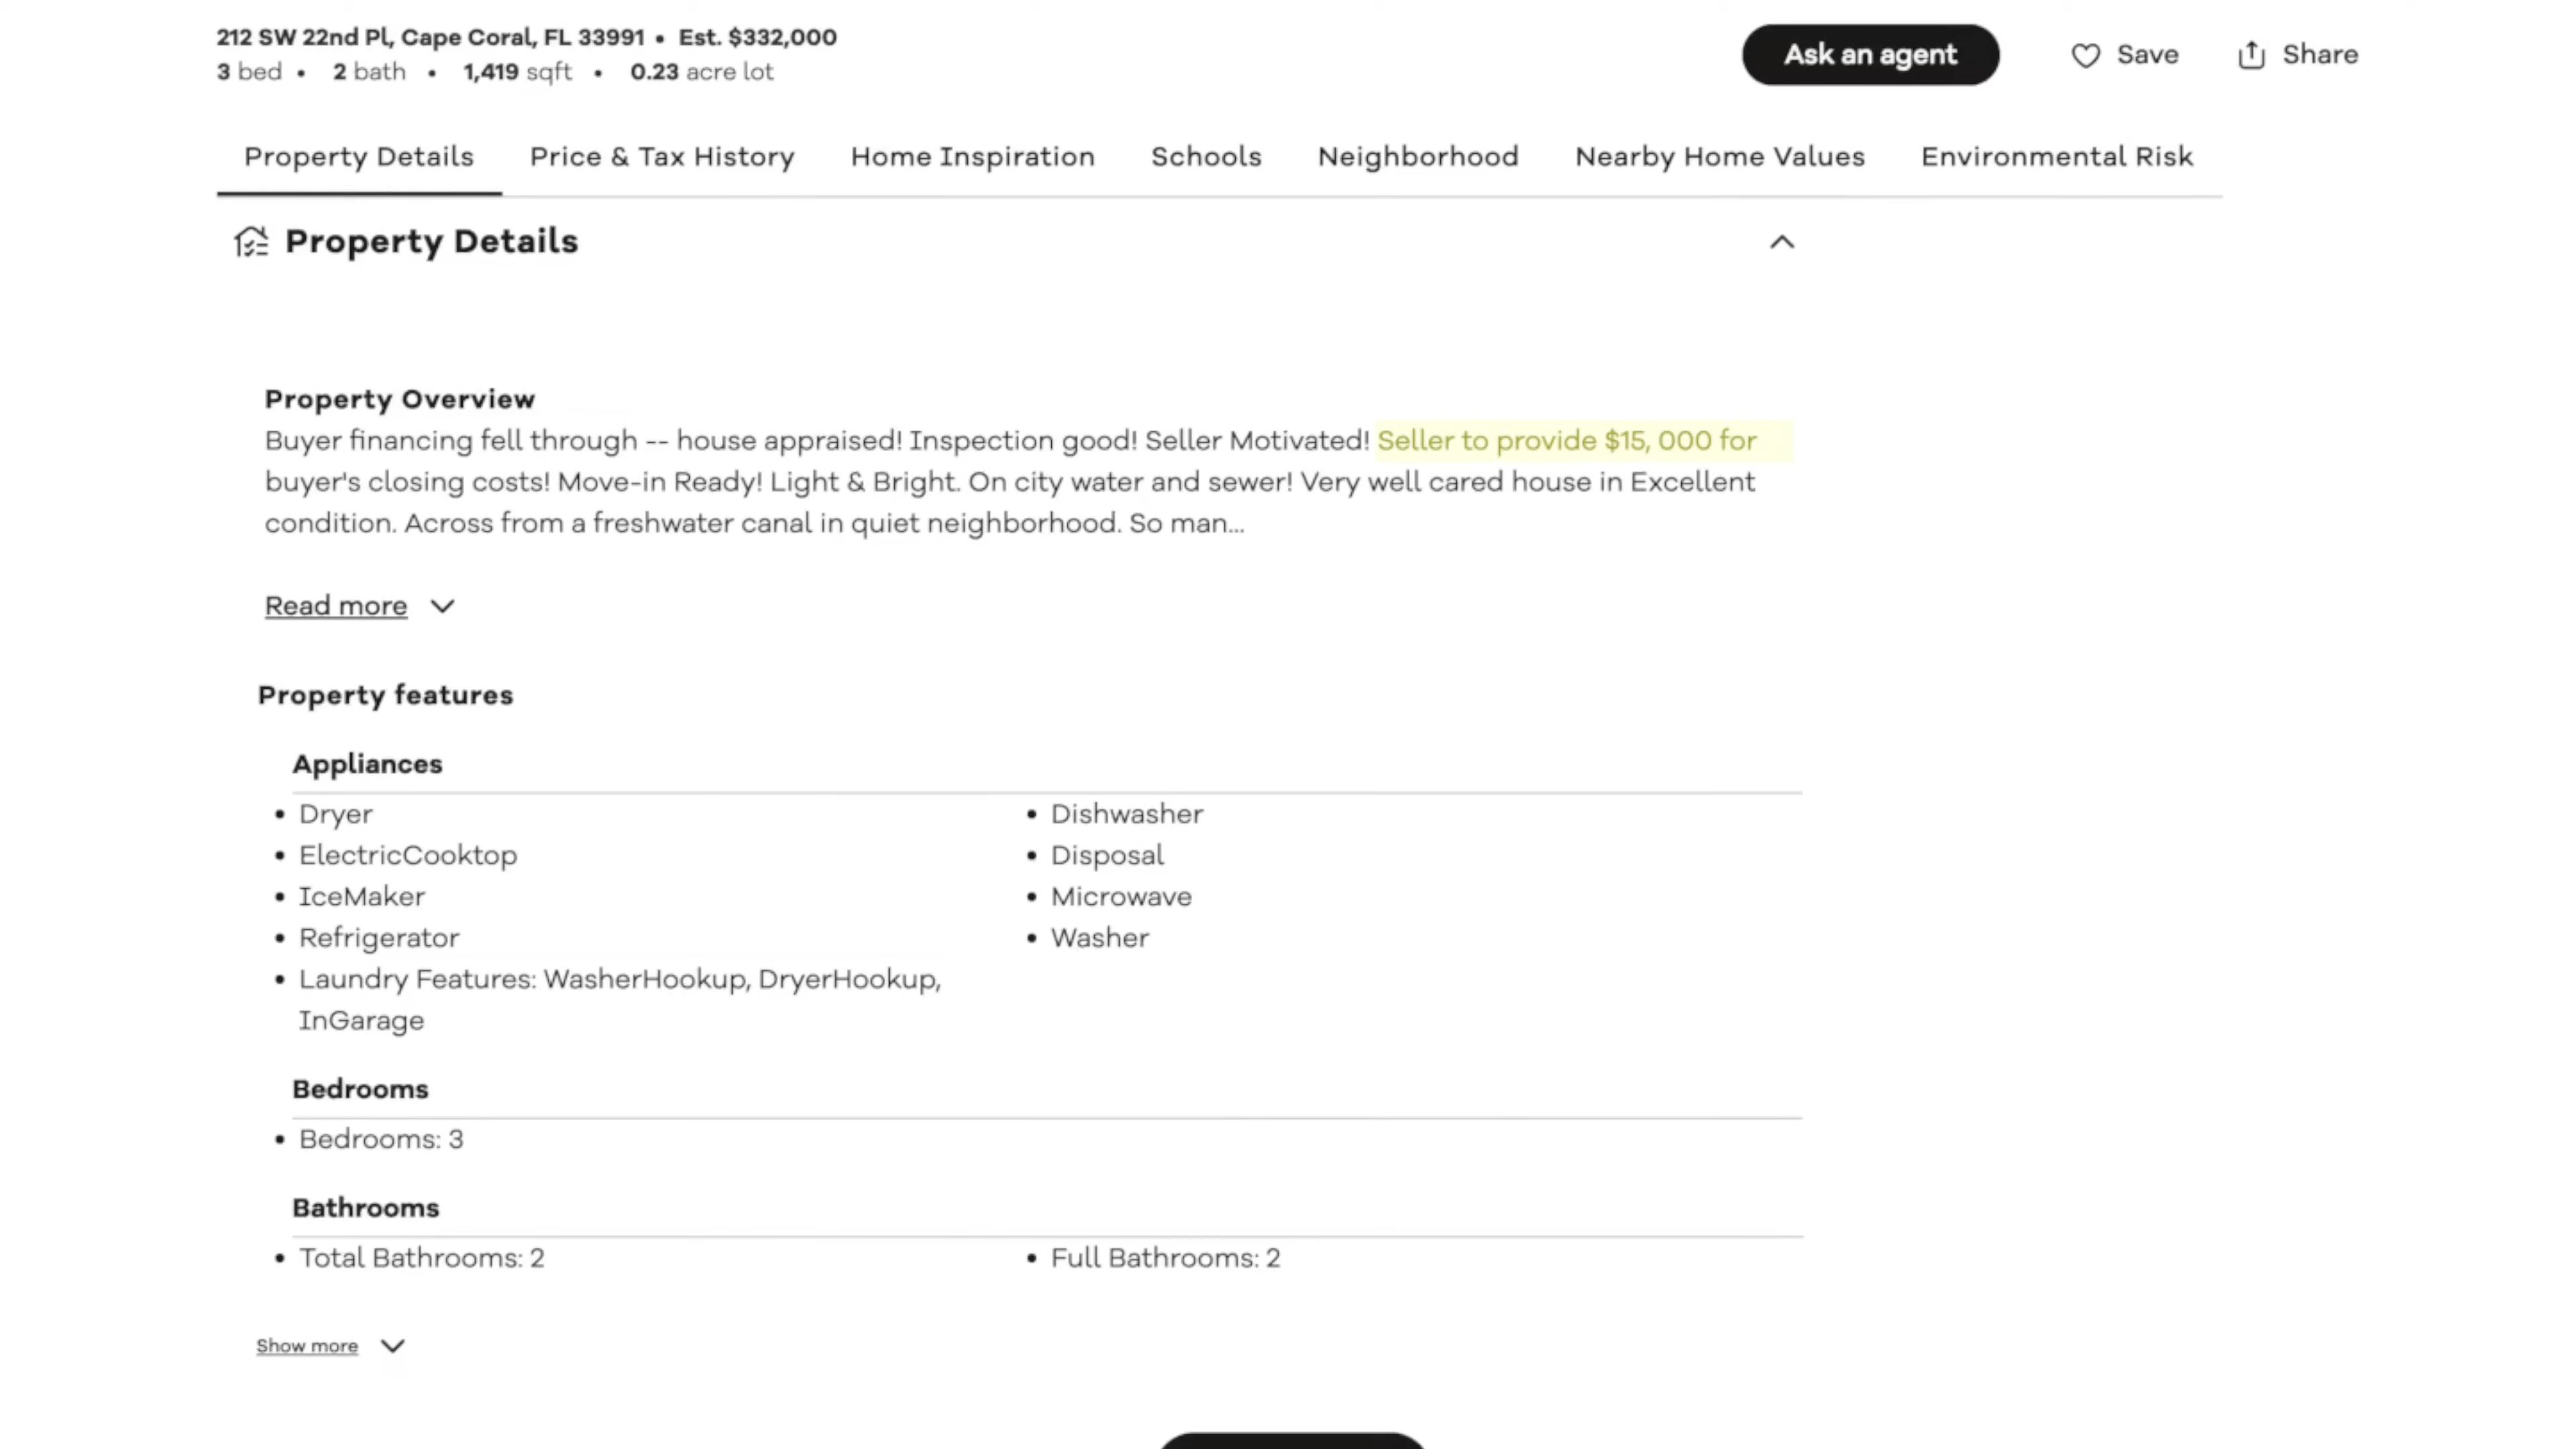 212 SW 22nd Pl, Cape Coral, FL 33991 • Est. $332,000
3 bed • 2 bath • 1,419 sqft • 0.23 acre lot
Ask an agent
Save
Share
Property Details
Price & Tax History
Home Inspiration
Schools
Neighborhood
Nearby Home Values
Environmental Risk
Property Details
Property Overview
Buyer financing fell through -- house appraised! Inspection good! Seller Motivated! Seller to provide $15, 000 for
buyer's closing costs! Move-in Ready! Light & Bright. On city water and sewer! Very well cared house in Excellent
condition. Across from a freshwater canal in quiet neighborhood. So man...
Read more
Property features
Appliances
• Dryer
• ElectricCooktop
• IceMaker
• Refrigerator
• Laundry Features: WasherHookup, DryerHookup,
InGarage
• Dishwasher
• Disposal
• Microwave
• Washer
Bedrooms
• Bedrooms: 3
Bathrooms
• Total Bathrooms: 2
• Full Bathrooms: 2
Show more